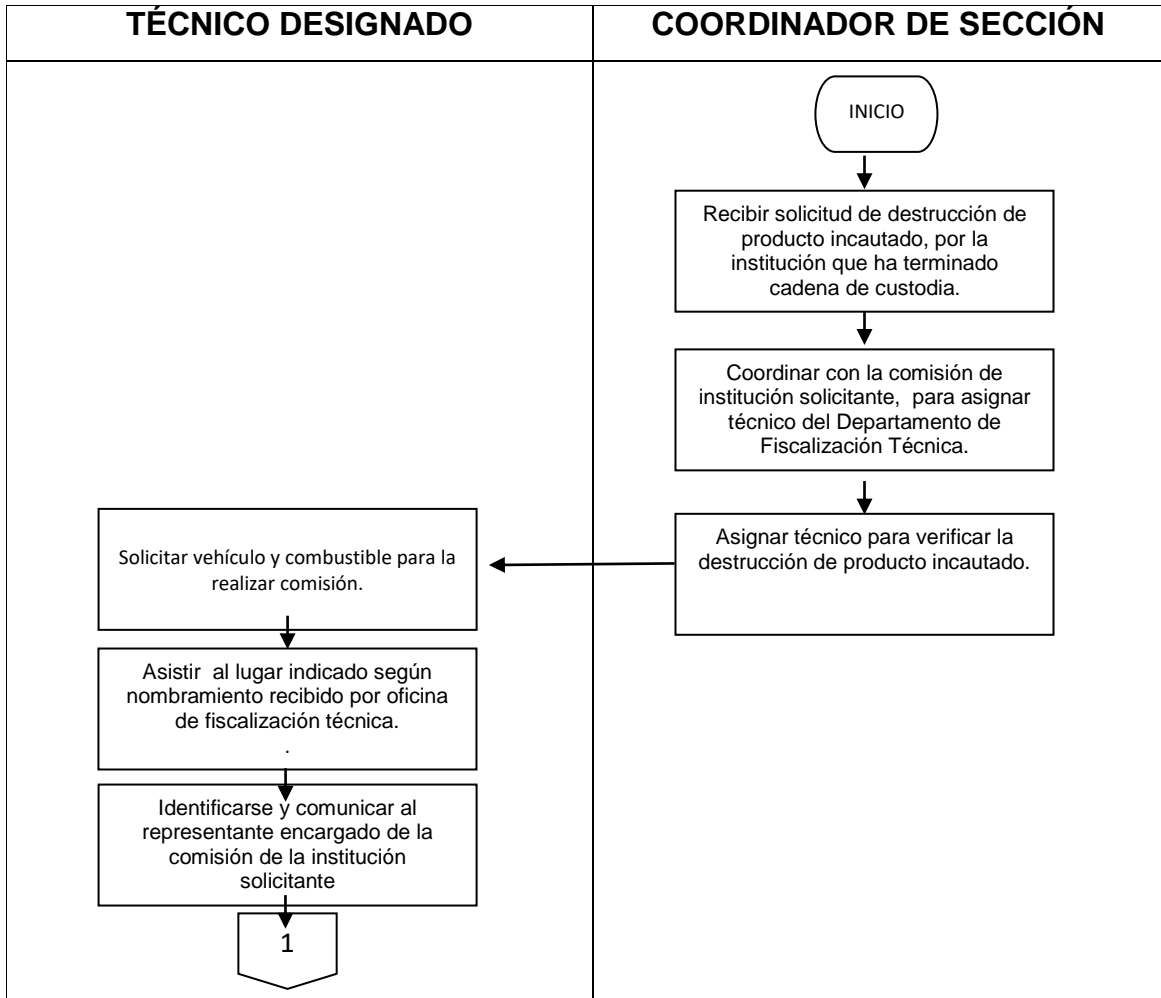 TÉCNICO DESIGNADO
COORDINADOR DE SECCIÓN
INICIO
Recibir solicitud de destrucción de
producto incautado, por la
institución que ha terminado
cadena de custodia.
Coordinar con la comisión de
institución solicitante, para asignar
técnico del Departamento de
Fiscalización Técnica.
Asignar técnico para verificar la
destrucción de producto incautado.
Solicitar vehículo y combustible para la
realizar comisión.
Asistir al lugar indicado según
nombramiento recibido por oficina
de fiscalización técnica.
.
Identificarse y comunicar al
representante encargado de la
comisión de la institución
solicitante
1